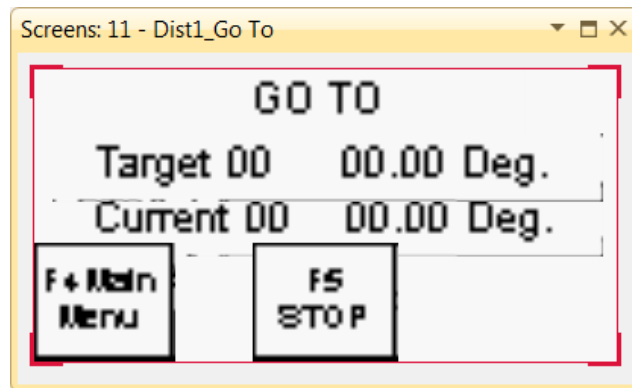 Screens: 11 - Dist1_Go To
GO TO
Target 00 00.00 Deg.
Current 00 00.00 Deg.
F4 Main
Menu
F5
STOP